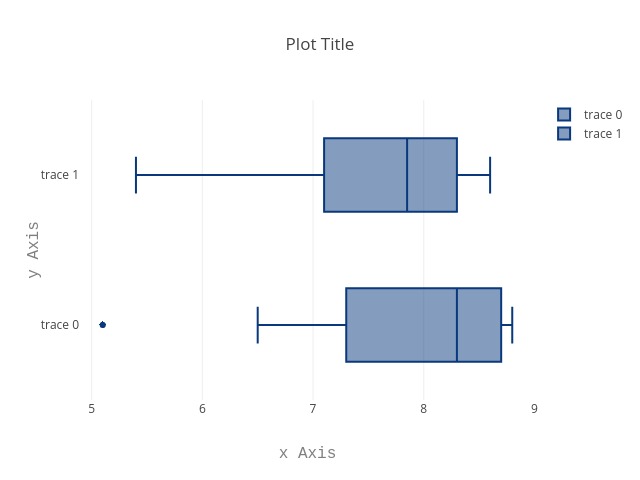 Plot Title
trace 0
trace 1
trace 1
trace 0
y Axis
5 6 7 8 9
x Axis